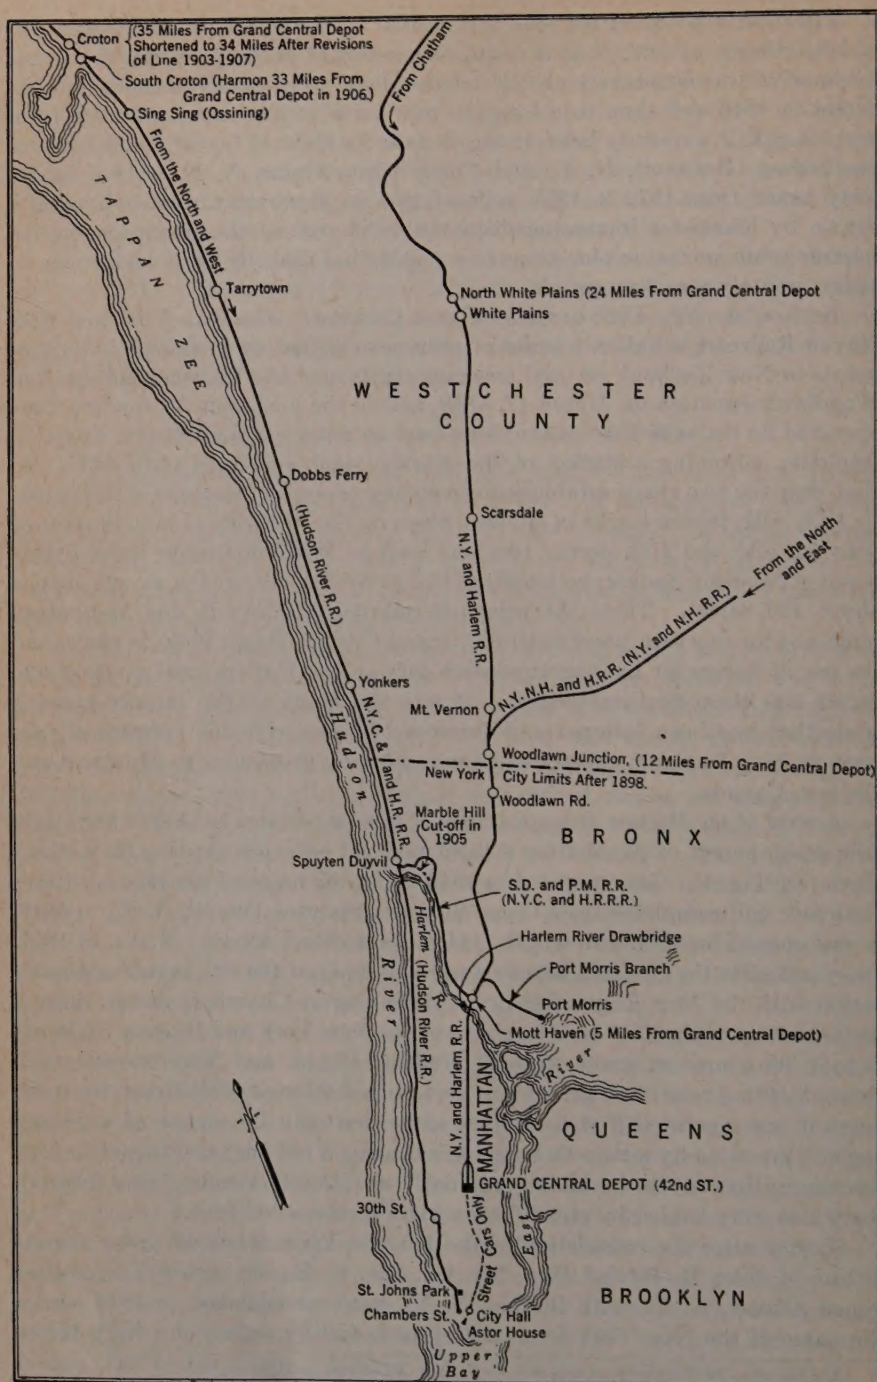 Croton
(35 Miles From Grand Central Depot
Shortened to 34 Miles After Revisions
of Line 1903-1907)
South Croton (Harmon 33 Miles From
Grand Central Depot in 1906.)
Sing Sing (Ossining)
From Chatham
From the North and West
TAPPAN
ZEE
Tarrytown
North White Plains (24 Miles From Grand Central Depot
White Plains
WESTCHESTER
COUNTY
Dobbs Ferry
(Hudson River R.R.)
Scarsdale
N.Y. and Harlem R.R.
From the North
and East
N.Y. N.H. and H.R.R. (N.Y. and N.H. R.R.)
Yonkers
Mt. Vernon
N.Y.C. & and H.R. R.R.
Hudson
River
Woodlawn Junction, (12 Miles From Grand Central Depot)
New York City Limits After 1898.
Woodlawn Rd.
Marble Hill
Cut-off in
1905
BRONX
Spuyten Duyvil
S.D. and P.M. R.R.
(N.Y.C. and H.R.R.R.)
Harlem
R.
Harlem River Drawbridge
(Hudson River R.R.)
Port Morris Branch
Port Morris
Mott Haven (5 Miles From Grand Central Depot)
N.Y. and Harlem R.R.
MANHATTAN
East
River
QUEENS
GRAND CENTRAL DEPOT (42nd ST.)
30th St.
Street Cars Only
St. Johns Park
Chambers St.
City Hall
Astor House
BROOKLYN
Upper
Bay